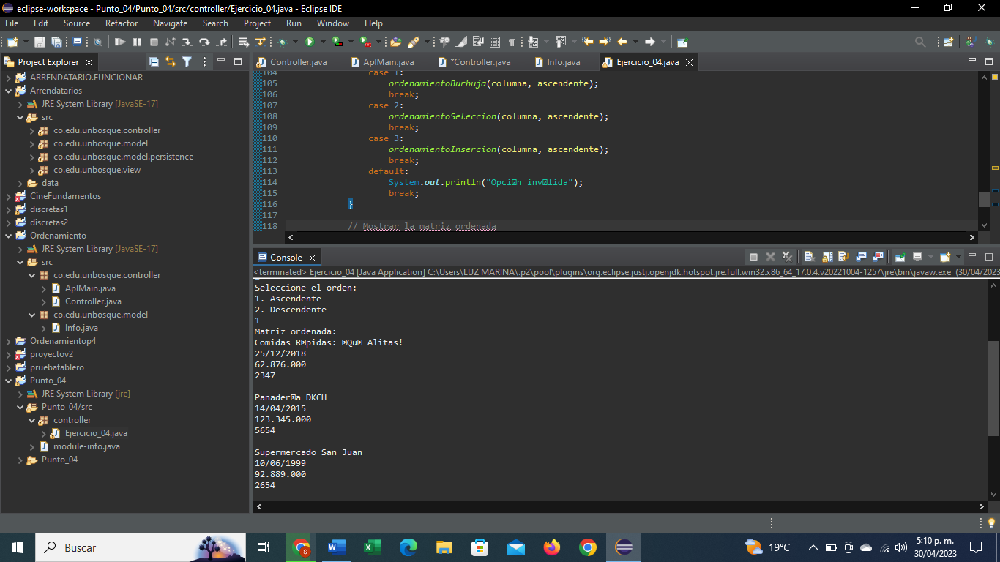 eclipse-workspace - Punto_04/Punto_04/src/controller/Ejercicio_04.java - Eclipse IDE
File Edit Source Refactor Navigate Search Project Run Window Help
Project Explorer
ARRENDATARIO.FUNCIONAR
Arrendatarios
JRE System Library [JavaSE-17]
src
co.edu.unbosque.controller
co.edu.unbosque.model
co.edu.unbosque.model.persistence
co.edu.unbosque.view
data
CineFundamentos
discretas1
discretas2
Ordenamiento
JRE System Library [JavaSE-17]
src
co.edu.unbosque.controller
AplMain.java
Controller.java
co.edu.unbosque.model
Info.java
Ordenamientop4
proyectov2
pruebatablero
Punto_04
JRE System Library [jre]
Punto_04/src
controller
Ejercicio_04.java
module-info.java
Punto_04
Controller.java AplMain.java *Controller.java Info.java Ejercicio_04.java
104 case 1:
105 ordenamientoBurbuja(columna, ascendente);
106 break;
107 case 2:
108 ordenamientoSeleccion(columna, ascendente);
109 break;
110 case 3:
111 ordenamientoInsercion(columna, ascendente);
112 break;
113 default:
114 System.out.println("Opci�n inv�lida");
115 break;
116 }
117
118 // Mostrar la matriz ordenada
Console
<terminated> Ejercicio_04 [Java Application] C:\Users\LUZ MARINA\.p2\pool\plugins\org.eclipse.justj.openjdk.hotspot.jre.full.win32.x86_64_17.0.4.v20221004-1257\jre\bin\javaw.exe (30/04/2023
Seleccione el orden:
1. Ascendente
2. Descendente
1
Matriz ordenada:
Comidas R�pidas: �Qu� Alitas!
25/12/2018
62.876.000
2347
Panader�a DKCH
14/04/2015
123.345.000
5654
Supermercado San Juan
10/06/1999
92.889.000
2654
Buscar
19°C
5:10 p. m.
30/04/2023